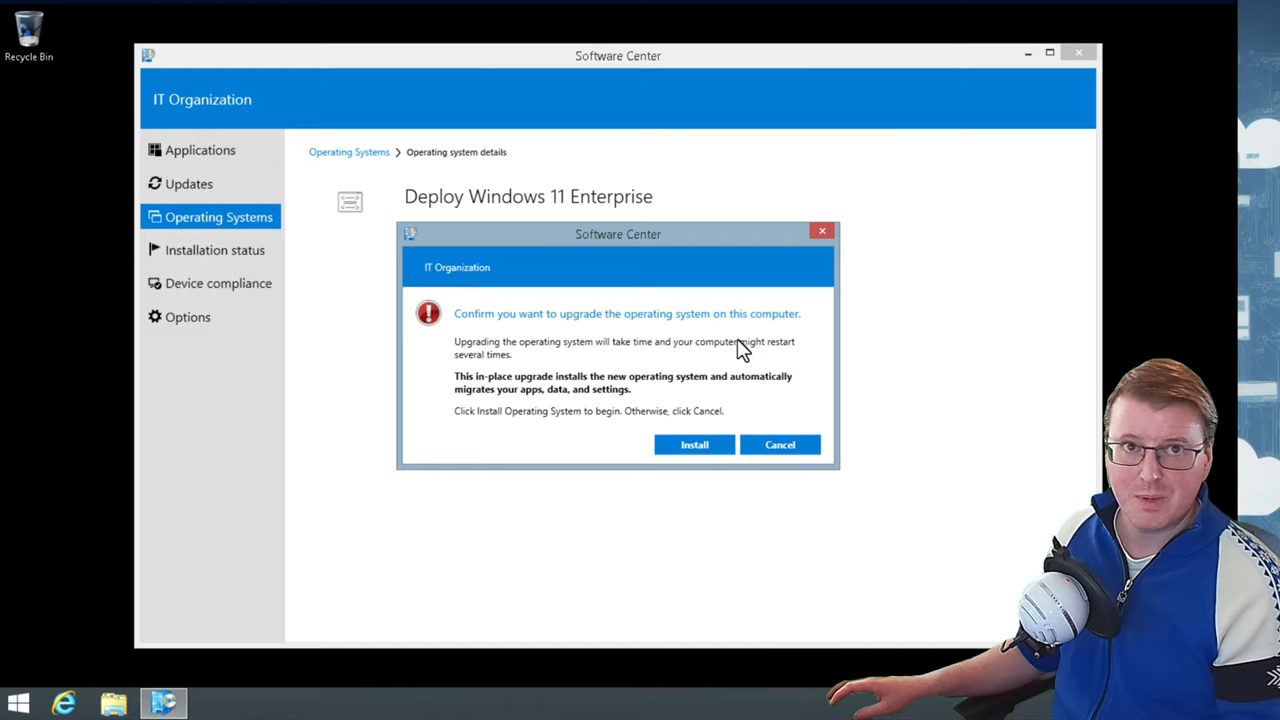 Recycle Bin
Software Center
IT Organization
Applications
Updates
Operating Systems
Installation status
Device compliance
Options
Operating Systems > Operating system details
Deploy Windows 11 Enterprise
Software Center
IT Organization
Confirm you want to upgrade the operating system on this computer.
Upgrading the operating system will take time and your computer might restart
several times.
This in-place upgrade installs the new operating system and automatically
migrates your apps, data, and settings.
Click Install Operating System to begin. Otherwise, click Cancel.
Install
Cancel